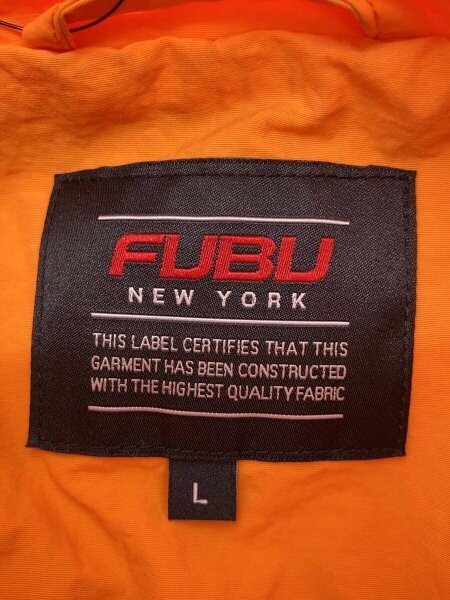 FUBU
NEW YORK
THIS LABEL CERTIFIES THAT THIS
GARMENT HAS BEEN CONSTRUCTED
WITH THE HIGHEST QUALITY FABRIC
L